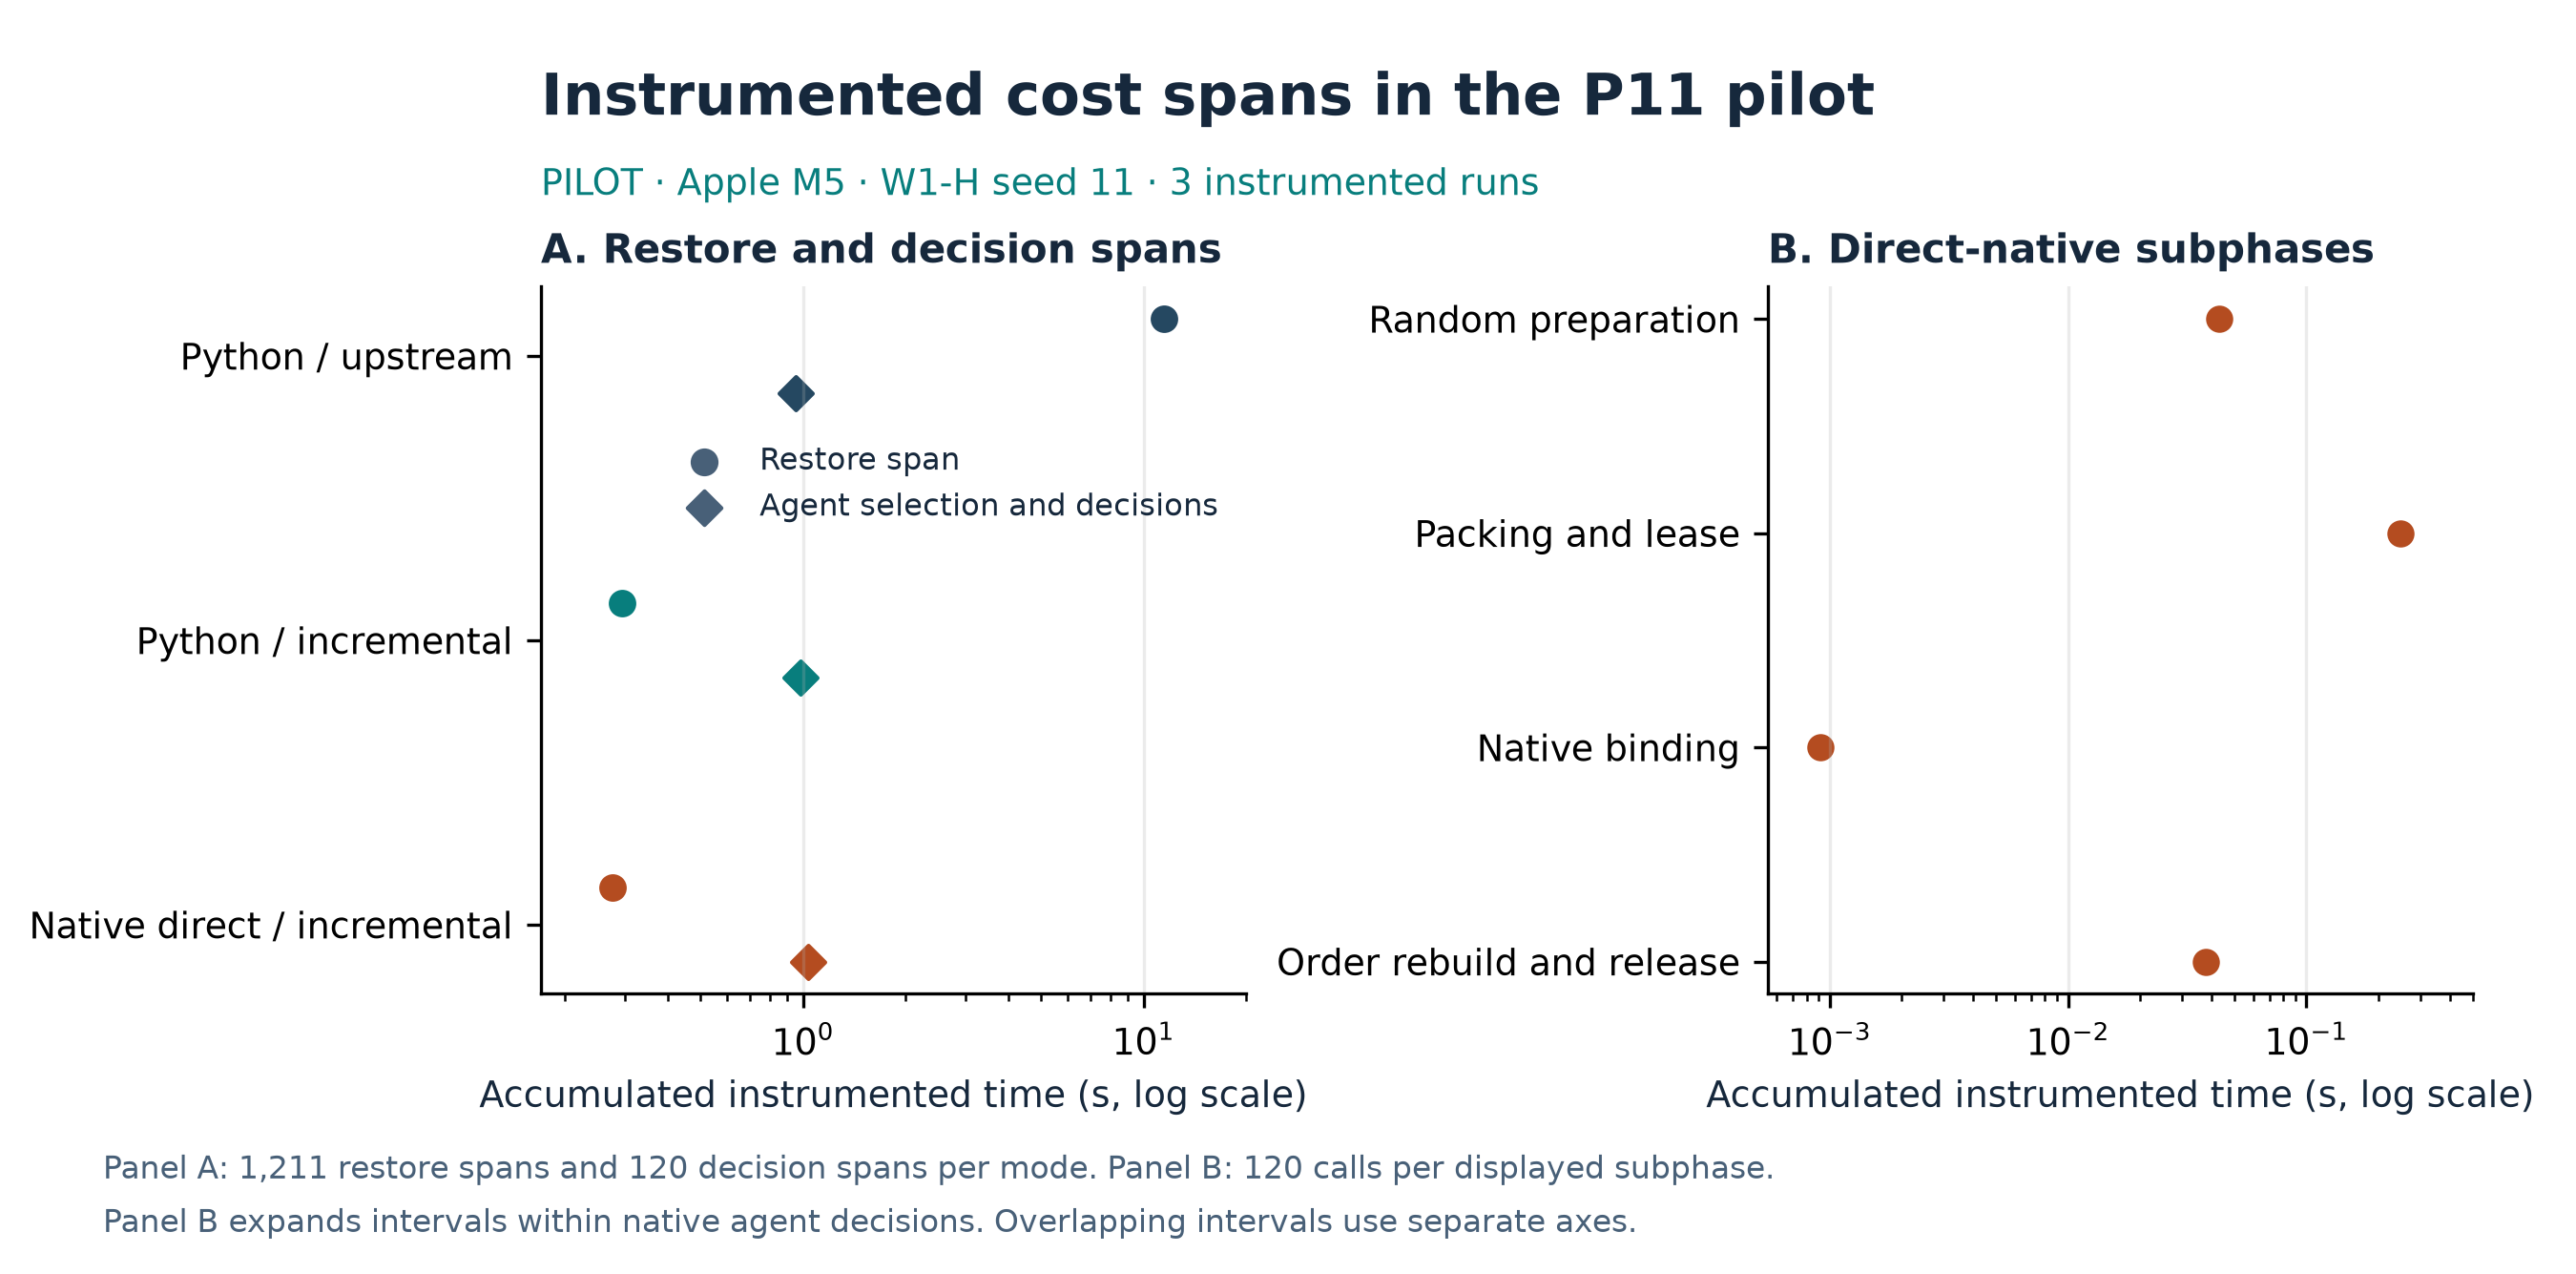 Instrumented cost spans in the P11 pilot
PILOT · Apple M5 · W1-H seed 11 · 3 instrumented runs
A. Restore and decision spans
Python / upstream
Restore span
Agent selection and decisions
Python / incremental
Native direct / incremental
10⁰
10¹
Accumulated instrumented time (s, log scale)
B. Direct-native subphases
Random preparation
Packing and lease
Native binding
Order rebuild and release
10⁻³
10⁻²
10⁻¹
Accumulated instrumented time (s, log scale)
Panel A: 1,211 restore spans and 120 decision spans per mode. Panel B: 120 calls per displayed subphase.
Panel B expands intervals within native agent decisions. Overlapping intervals use separate axes.